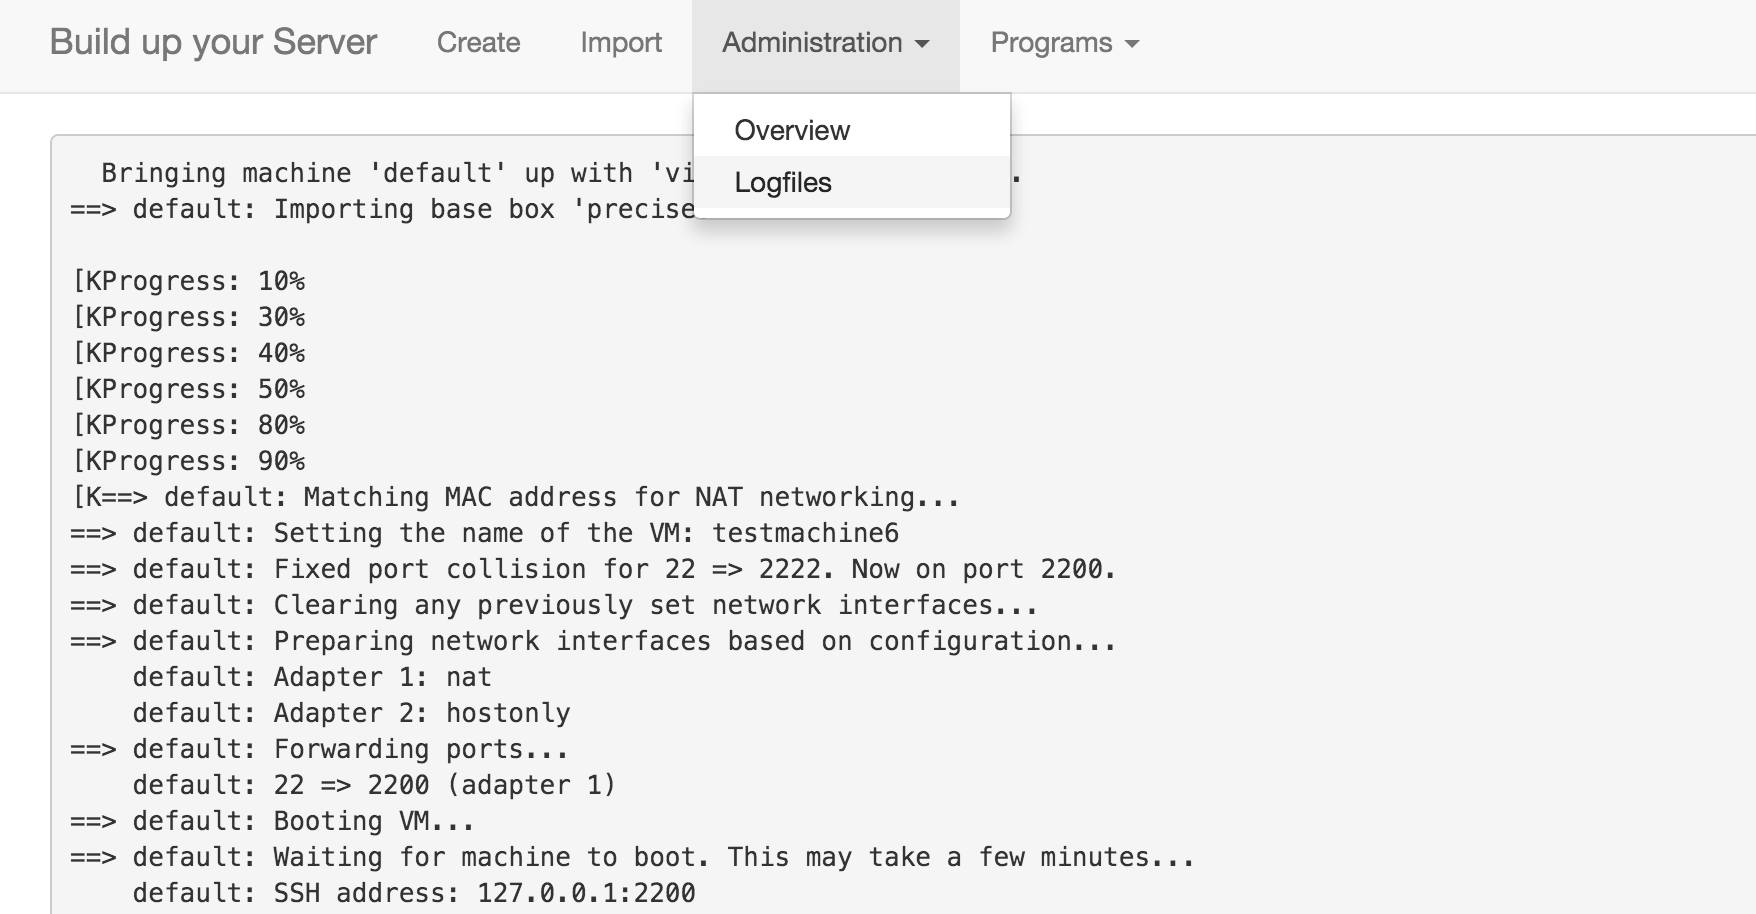 Build up your Server Create Import Administration Programs
Overview
Logfiles
Bringing machine 'default' up with .
==> default: Importing base box
[KProgress: 10%
[KProgress: 30%
[KProgress: 40%
[KProgress: 50%
[KProgress: 80%
[KProgress: 90%
[K==> default: Matching MAC address for NAT networking...
==> default: Setting the name of the VM: testmachine6
==> default: Fixed port collision for 22 => 2222. Now on port 2200.
==> default: Clearing any previously set network interfaces...
==> default: Preparing network interfaces based on configuration...
default: Adapter 1: nat
default: Adapter 2: hostonly
==> default: Forwarding ports...
default: 22 => 2200 (adapter 1)
==> default: Booting VM...
==> default: Waiting for machine to boot. This may take a few minutes...
default: SSH address: 127.0.0.1:2200